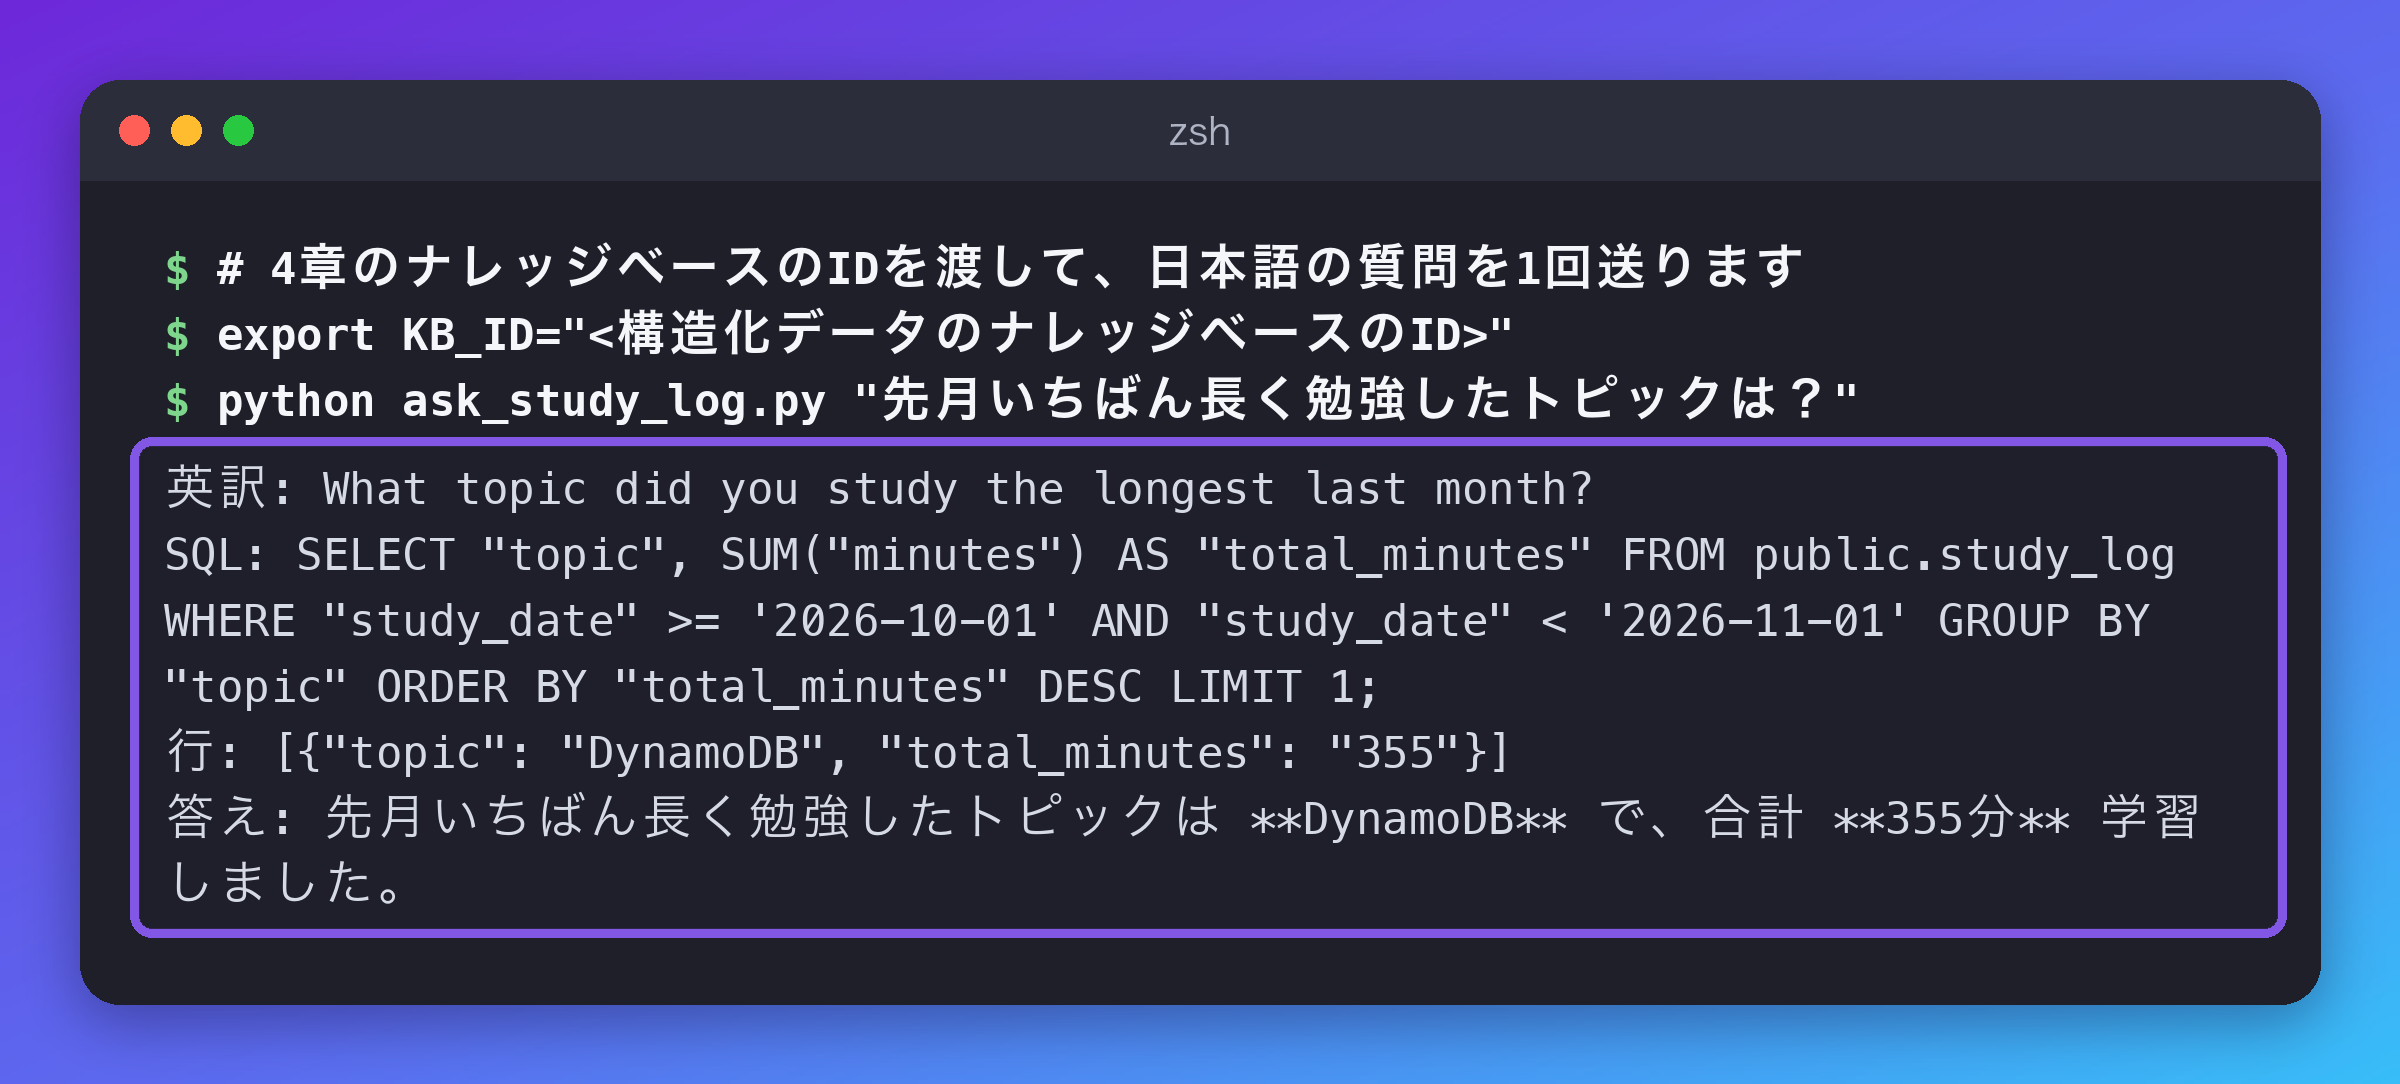 zsh
$ # 4章のナレッジベースのIDを渡して、日本語の質問を1回送ります
$ export KB_ID="<構造化データのナレッジベースのID>"
$ python ask_study_log.py "先月いちばん長く勉強したトピックは？"
英訳: What topic did you study the longest last month?
SQL: SELECT "topic", SUM("minutes") AS "total_minutes" FROM public.study_log
WHERE "study_date" >= '2026-10-01' AND "study_date" < '2026-11-01' GROUP BY
"topic" ORDER BY "total_minutes" DESC LIMIT 1;
行: [{"topic": "DynamoDB", "total_minutes": "355"}]
答え: 先月いちばん長く勉強したトピックは **DynamoDB** で、合計 **355分** 学習
しました。